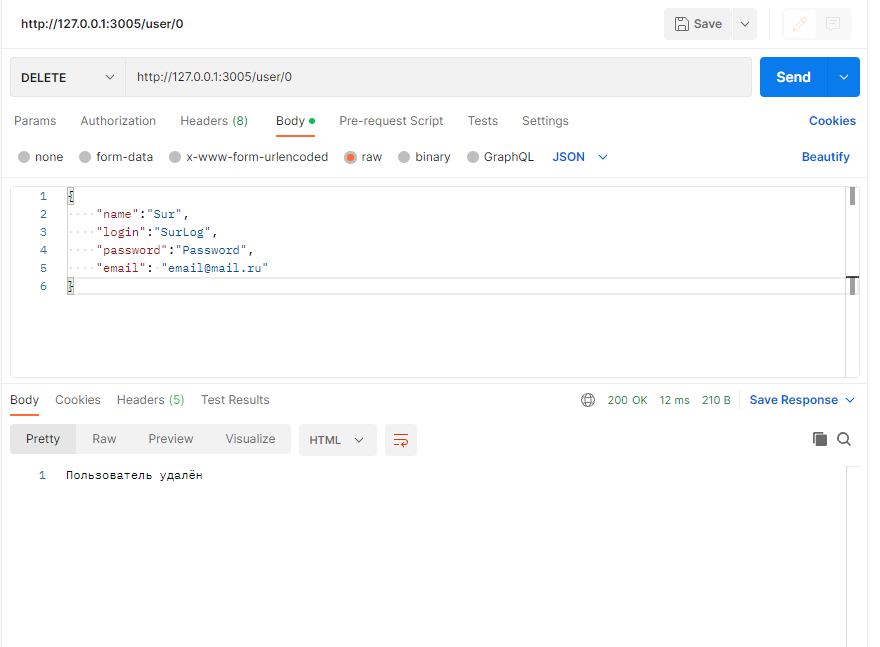 http://127.0.0.1:3005/user/0 Save
DELETE http://127.0.0.1:3005/user/0 Send
Params Authorization Headers (8) Body Pre-request Script Tests Settings Cookies
none form-data x-www-form-urlencoded raw binary GraphQL JSON Beautify
1 {
2 ····"name":"Sur",
3 ····"login":"SurLog",
4 ····"password":"Password",
5 ····"email":·"email@mail.ru"
6 }
Body Cookies Headers (5) Test Results 200 OK 12 ms 210 B Save Response
Pretty Raw Preview Visualize HTML
1 Пользователь удалён